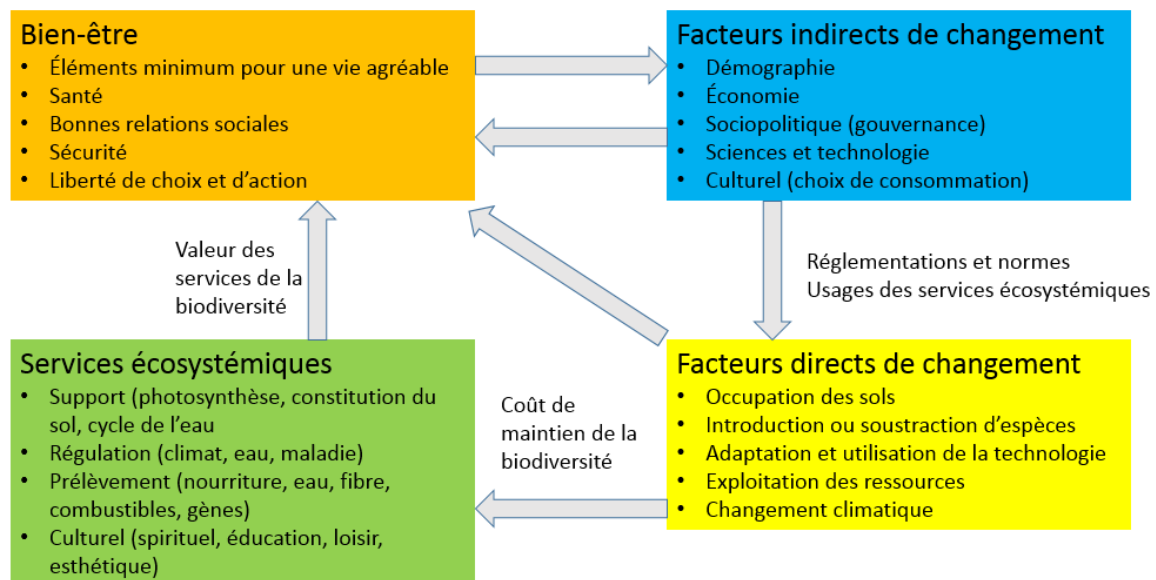 Bien-être
• Éléments minimum pour une vie agréable
• Santé
• Bonnes relations sociales
• Sécurité
• Liberté de choix et d'action
Facteurs indirects de changement
• Démographie
• Économie
• Sociopolitique (gouvernance)
• Sciences et technologie
• Culturel (choix de consommation)
Valeur des
services de la
biodiversité
Réglementations et normes
Usages des services écosystémiques
Services écosystémiques
• Support (photosynthèse, constitution du
sol, cycle de l'eau
• Régulation (climat, eau, maladie)
• Prélèvement (nourriture, eau, fibre,
combustibles, gènes)
• Culturel (spirituel, éducation, loisir,
esthétique)
Coût de
maintien de la
biodiversité
Facteurs directs de changement
• Occupation des sols
• Introduction ou soustraction d'espèces
• Adaptation et utilisation de la technologie
• Exploitation des ressources
• Changement climatique